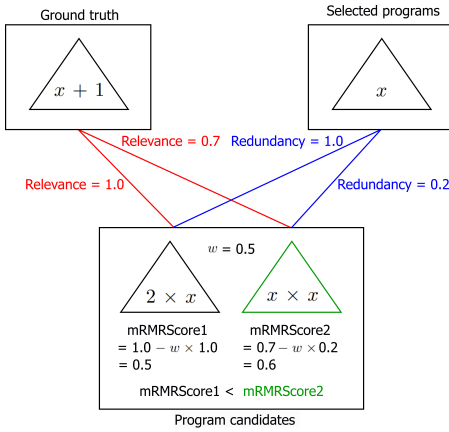 Ground truth
Selected programs
x + 1
x
Relevance = 0.7
Redundancy = 1.0
Relevance = 1.0
Redundancy = 0.2
w = 0.5
2 × x
x × x
mRMRScore1
= 1.0 − w × 1.0
= 0.5
mRMRScore2
= 0.7− w ×0.2
= 0.6
mRMRScore1 < mRMRScore2
Program candidates